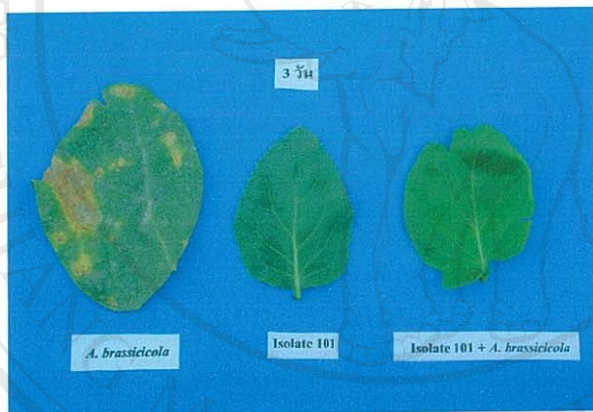 3 วัน
A. brassicicola
Isolate 101
Isolate 101 + A. brassicicola